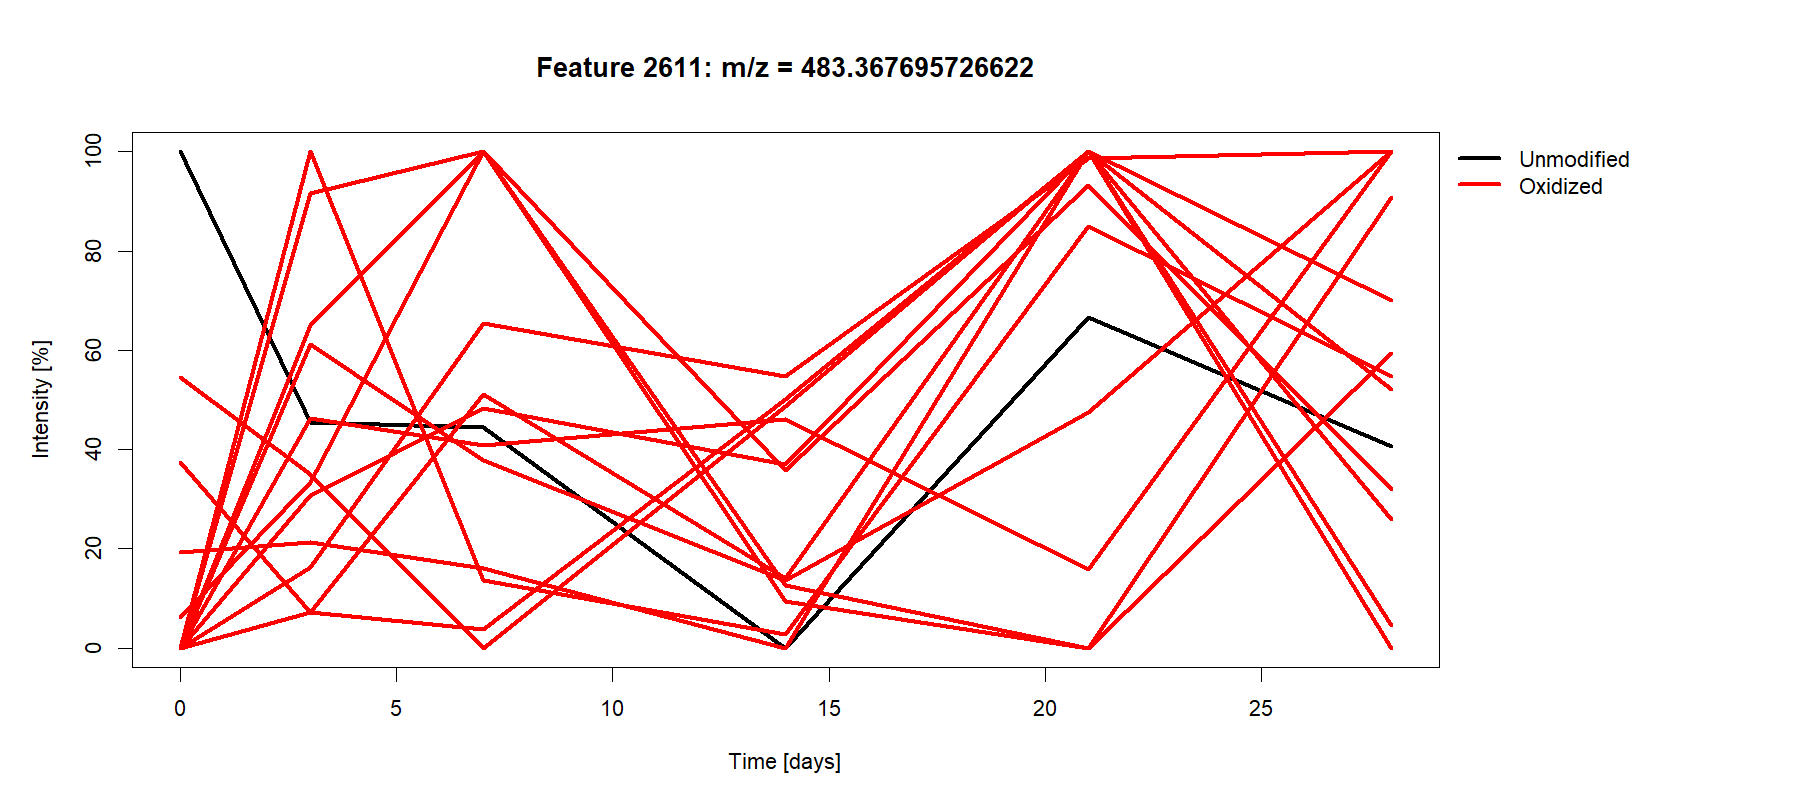 Feature 2611: m/z = 483.367695726622
Unmodified
Oxidized
Intensity [%]
100
80
60
40
20
0
0 5 10 15 20 25
Time [days]